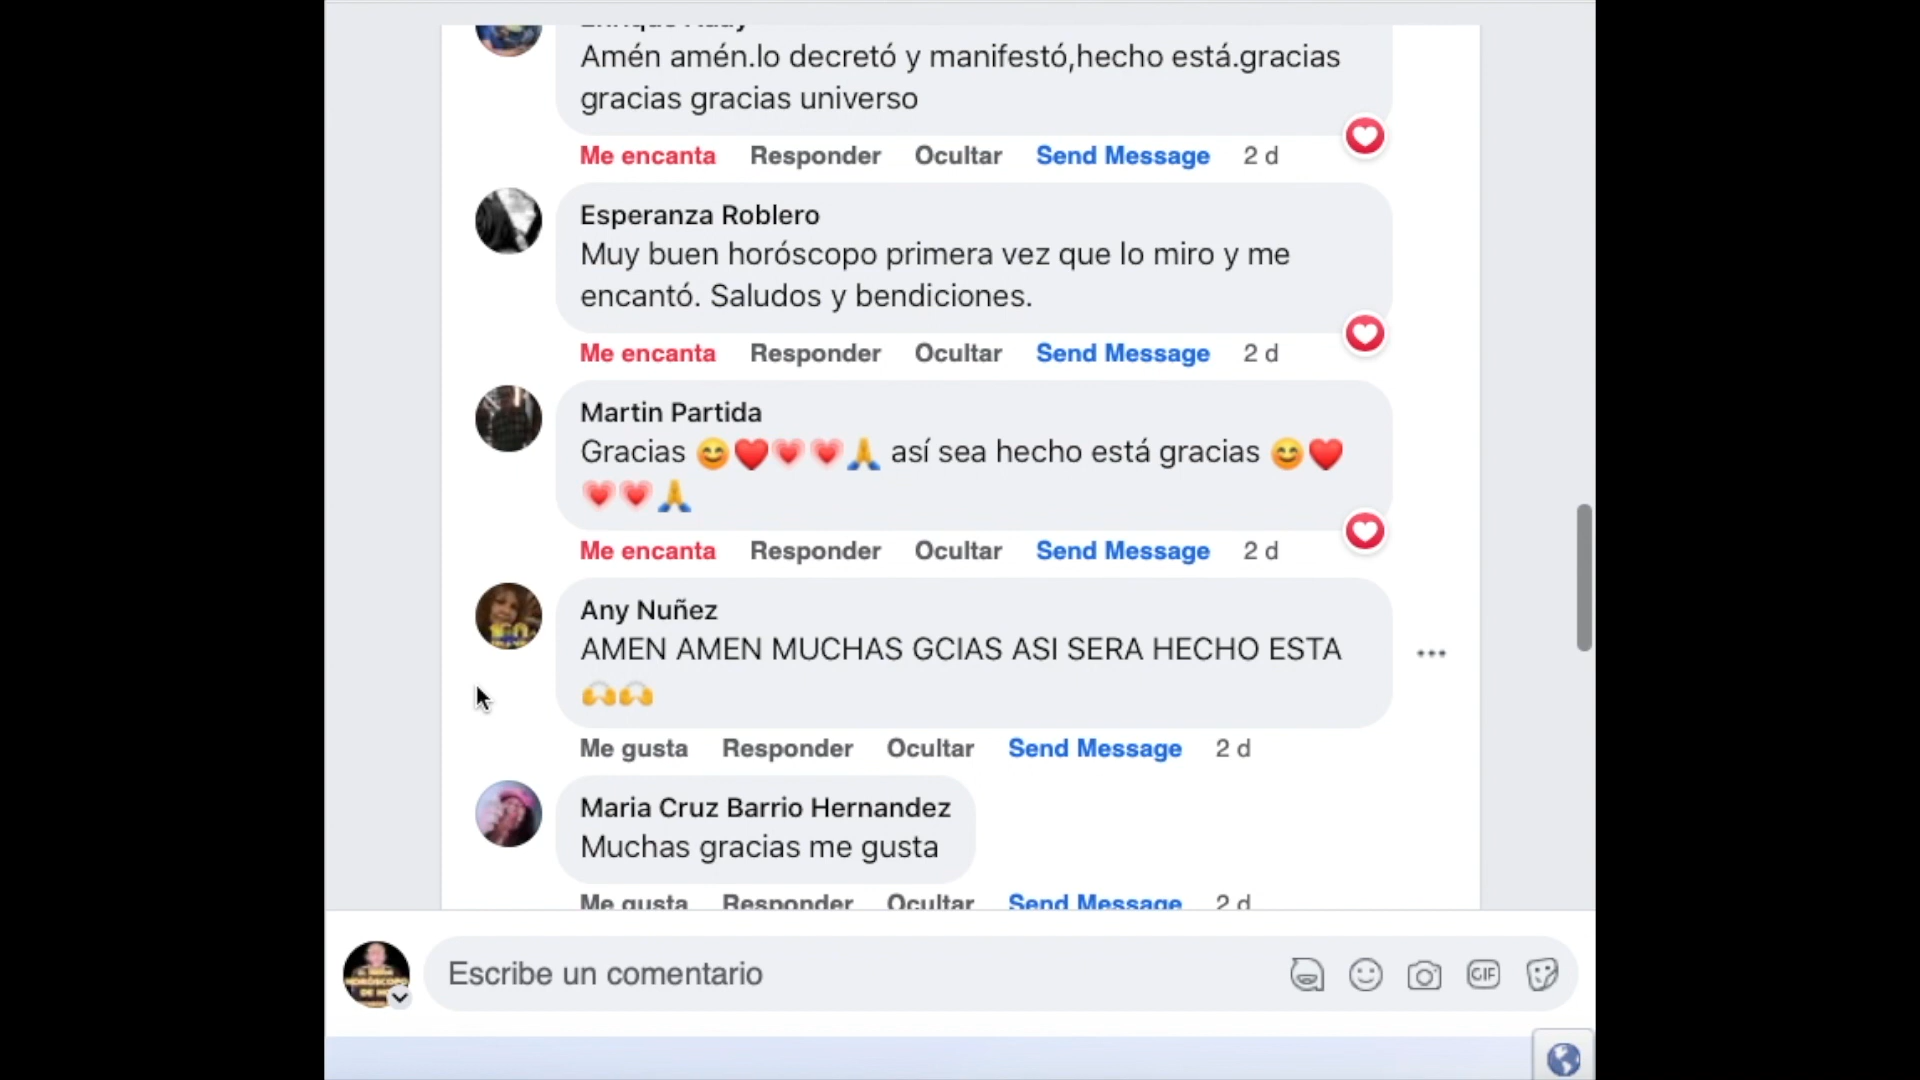 Amén amén.lo decretó y manifestó,hecho está.gracias
gracias gracias universo
Me encanta Responder Ocultar Send Message 2 d
Esperanza Roblero
Muy buen horóscopo primera vez que lo miro y me
encantó. Saludos y bendiciones.
Me encanta Responder Ocultar Send Message 2 d
Martin Partida
Gracias 😊❤️💗💗🙏 así sea hecho está gracias 😊❤️
💗💗🙏
Me encanta Responder Ocultar Send Message 2 d
Any Nuñez
AMEN AMEN MUCHAS GCIAS ASI SERA HECHO ESTA
🙌🙌
Me gusta Responder Ocultar Send Message 2 d
Maria Cruz Barrio Hernandez
Muchas gracias me gusta
Me gusta Responder Ocultar Send Message 2 d
Escribe un comentario
GIF